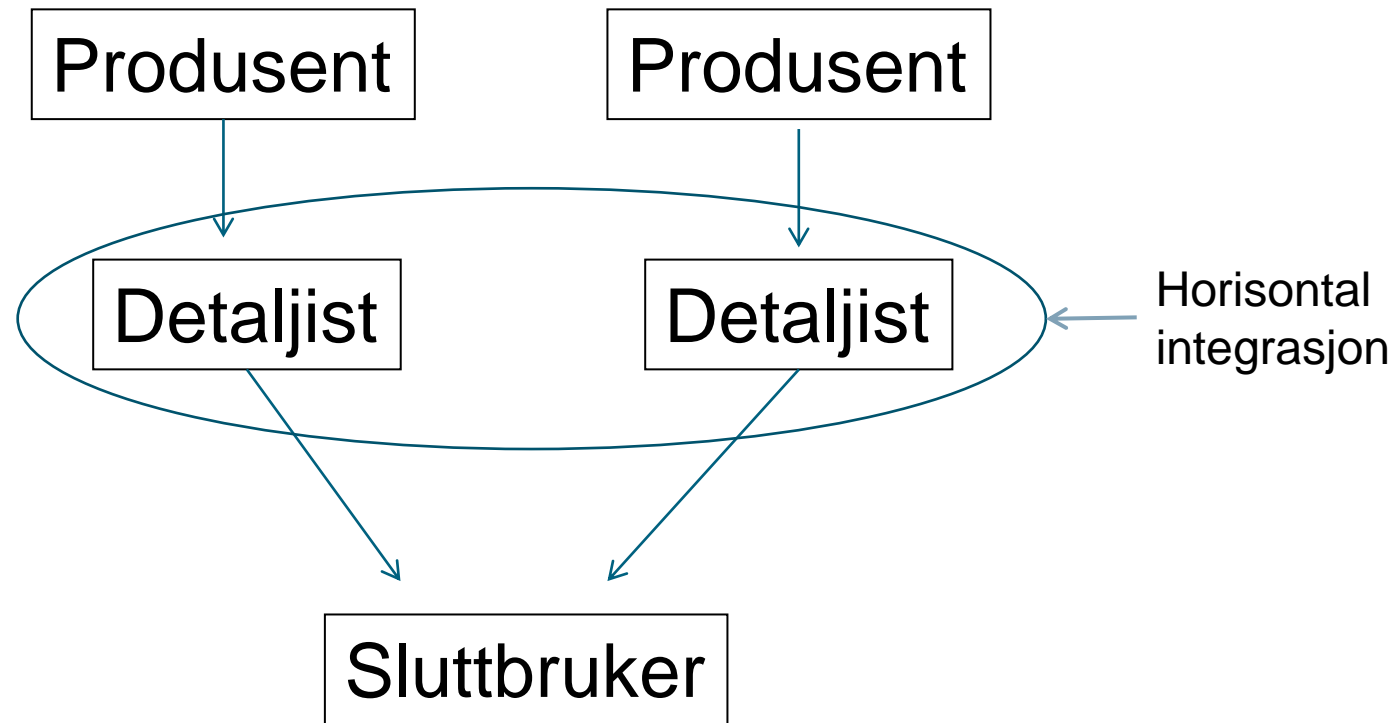 Produsent
Produsent
Detaljist
Detaljist
Horisontal
integrasjon
Sluttbruker